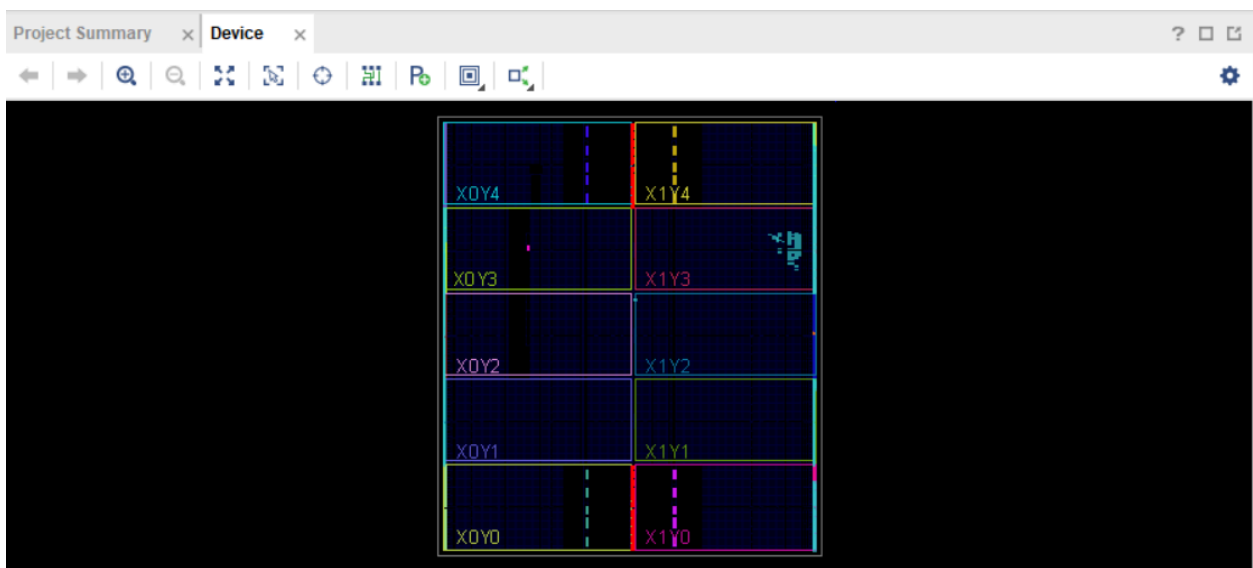 Project Summary × Device ×
X0Y4 X1Y4
X0Y3 X1Y3
X0Y2 X1Y2
X0Y1 X1Y1
X0Y0 X1Y0